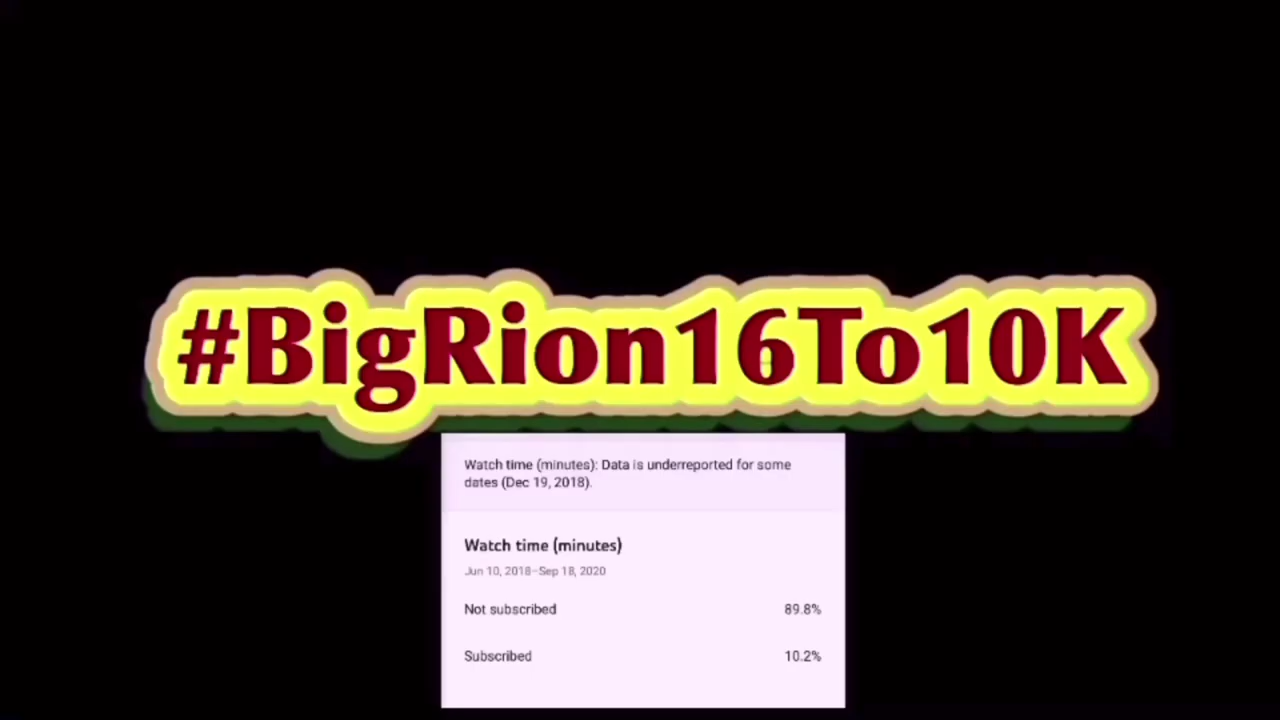 #BigRion16To10K
Watch time (minutes): Data is underreported for some
dates (Dec 19, 2018).
Watch time (minutes)
Jun 10, 2018–Sep 18, 2020
Not subscribed 89.8%
Subscribed 10.2%